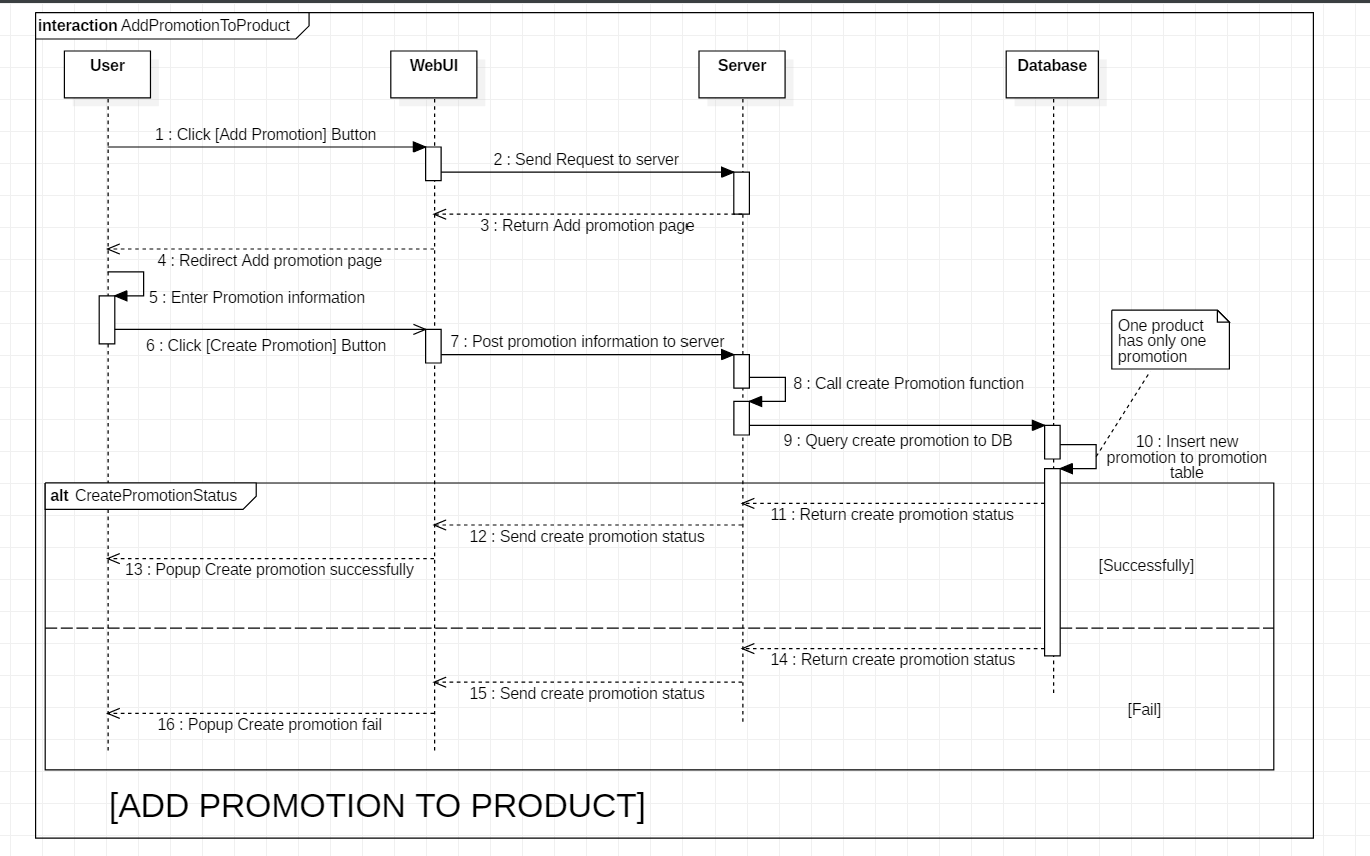 interaction AddPromotionToProduct
User
WebUI
Server
Database
1 : Click [Add Promotion] Button
2 : Send Request to server
3 : Return Add promotion page
4 : Redirect Add promotion page
5 : Enter Promotion information
6 : Click [Create Promotion] Button
7 : Post promotion information to server
One product
has only one
promotion
8 : Call create Promotion function
9 : Query create promotion to DB
10 : Insert new
promotion to promotion
table
alt CreatePromotionStatus
11 : Return create promotion status
12 : Send create promotion status
13 : Popup Create promotion successfully
[Successfully]
14 : Return create promotion status
15 : Send create promotion status
[Fail]
16 : Popup Create promotion fail
[ADD PROMOTION TO PRODUCT]